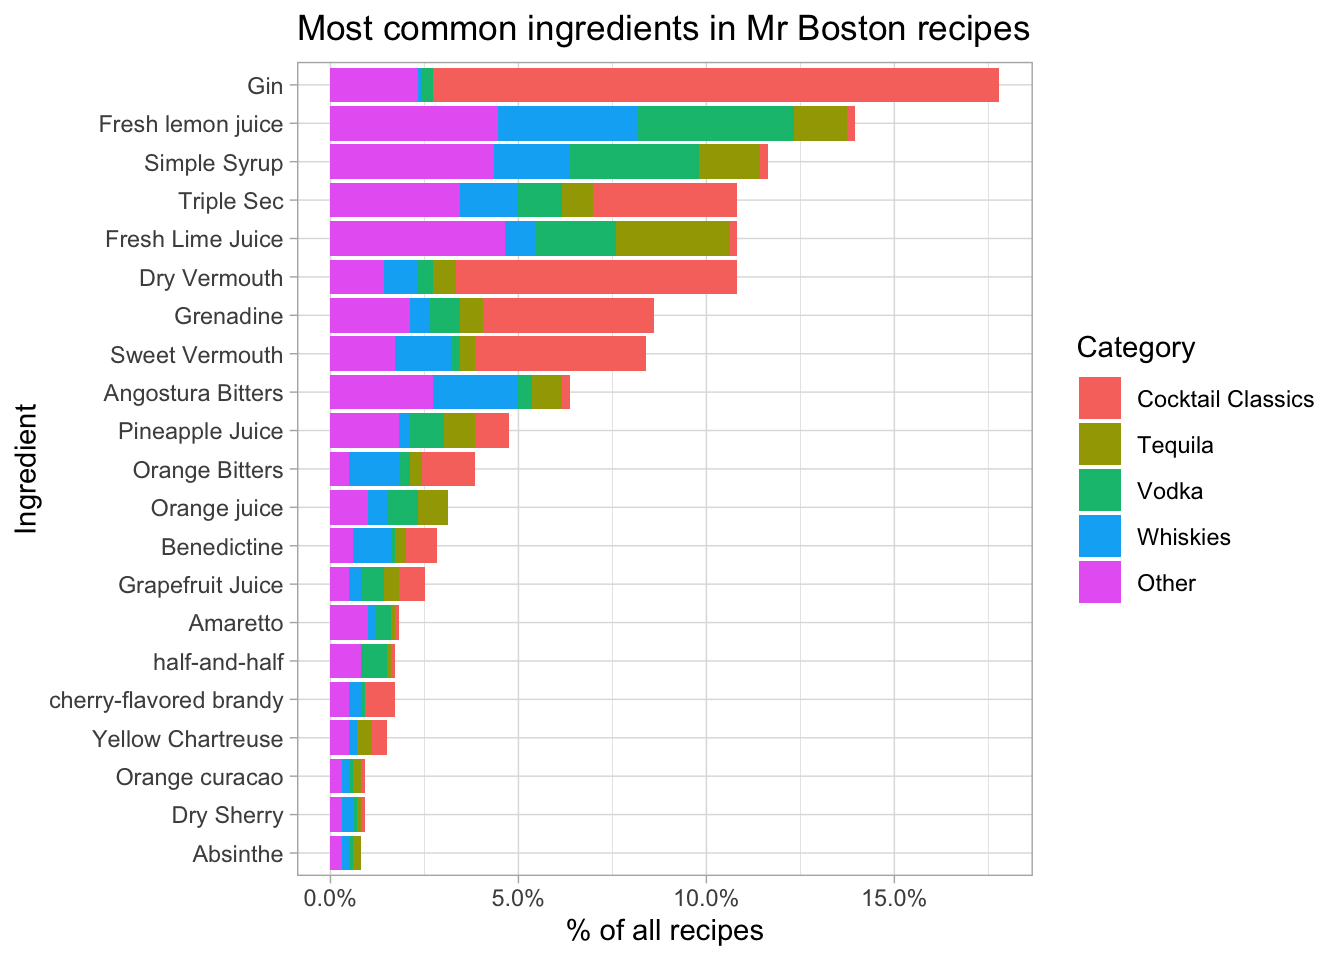 Most common ingredients in Mr Boston recipes
Gin
Fresh lemon juice
Simple Syrup
Triple Sec
Fresh Lime Juice
Dry Vermouth
Grenadine
Sweet Vermouth
Angostura Bitters
Pineapple Juice
Orange Bitters
Orange juice
Benedictine
Grapefruit Juice
Amaretto
half-and-half
cherry-flavored brandy
Yellow Chartreuse
Orange curacao
Dry Sherry
Absinthe
Ingredient
0.0% 5.0% 10.0% 15.0%
% of all recipes
Category
Cocktail Classics
Tequila
Vodka
Whiskies
Other